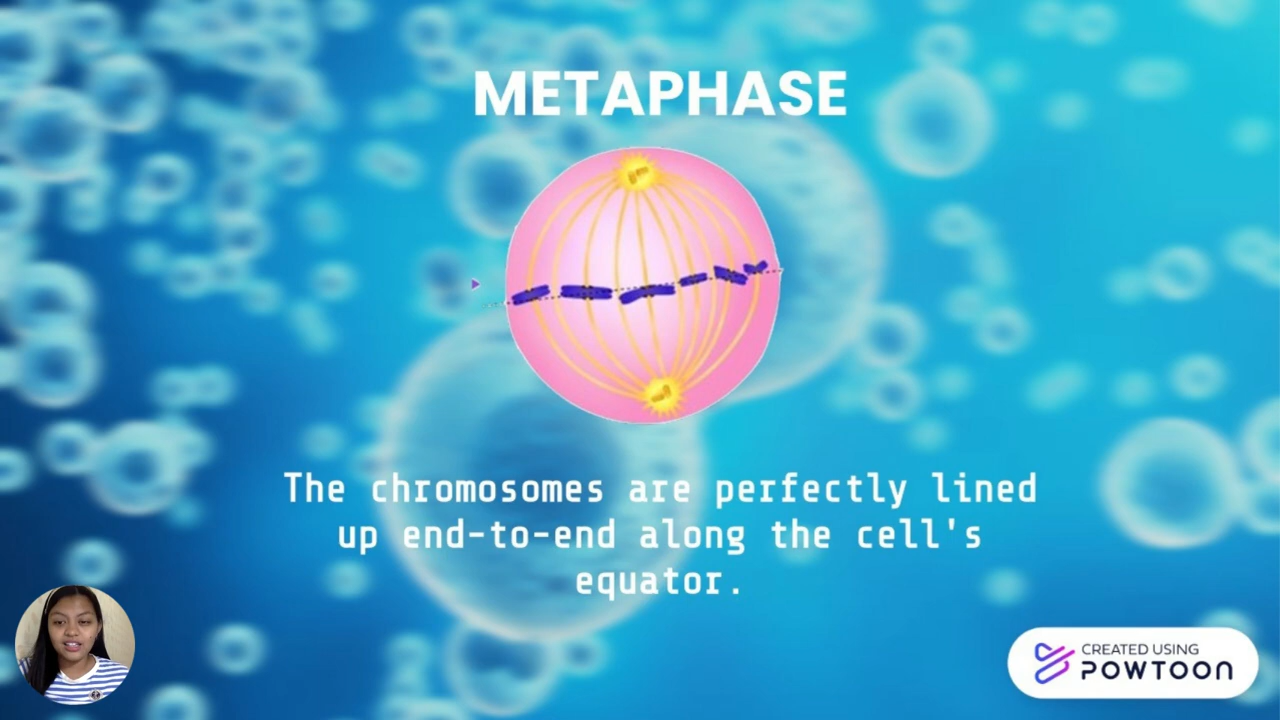 METAPHASE
The chromosomes are perfectly lined
up end-to-end along the cell's
equator.
CREATED USING
POWTOON